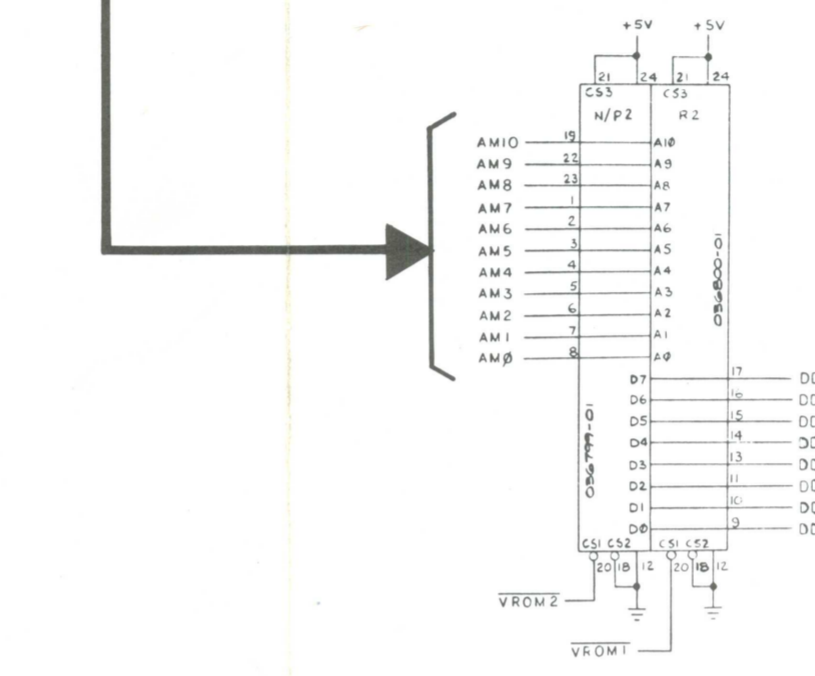 +5V +5V
21 24 21 24
CS3 CS3
N/P2 R2
AM10 19 A10
AM9 22 A9
AM8 23 A8
AM7 1 A7
AM6 2 A6
AM5 3 A5
AM4 4 A4
AM3 5 A3
AM2 6 A2
AM1 7 A1
AMØ 8 AØ
036800-01
D7 17
D6 16
D5 15
D4 14
D3 13
D2 11
D1 10
DØ 9
036799-01
CS1 CS2 CS1 CS2
20 18 12 20 18 12
VROM2
VROM1